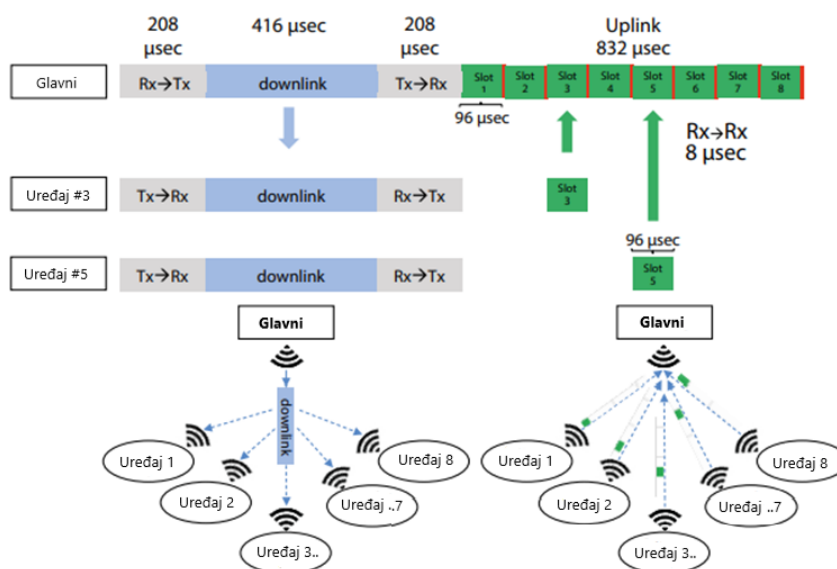 208
µsec
416 µsec
208
µsec
Uplink
832 µsec
Glavni
Rx→Tx
downlink
Tx→Rx
Slot
1
Slot
2
Slot
3
Slot
4
Slot
5
Slot
6
Slot
7
Slot
8
96 µsec
Rx→Rx
8 µsec
Uređaj #3
Tx→Rx
downlink
Rx→Tx
Slot
3
96 µsec
Uređaj #5
Tx→Rx
downlink
Rx→Tx
Slot
5
Glavni
downlink
Uređaj 1
Uređaj 2
Uređaj 3..
Uređaj ..7
Uređaj 8
Glavni
Uređaj 1
Uređaj 2
Uređaj 3..
Uređaj ..7
Uređaj 8